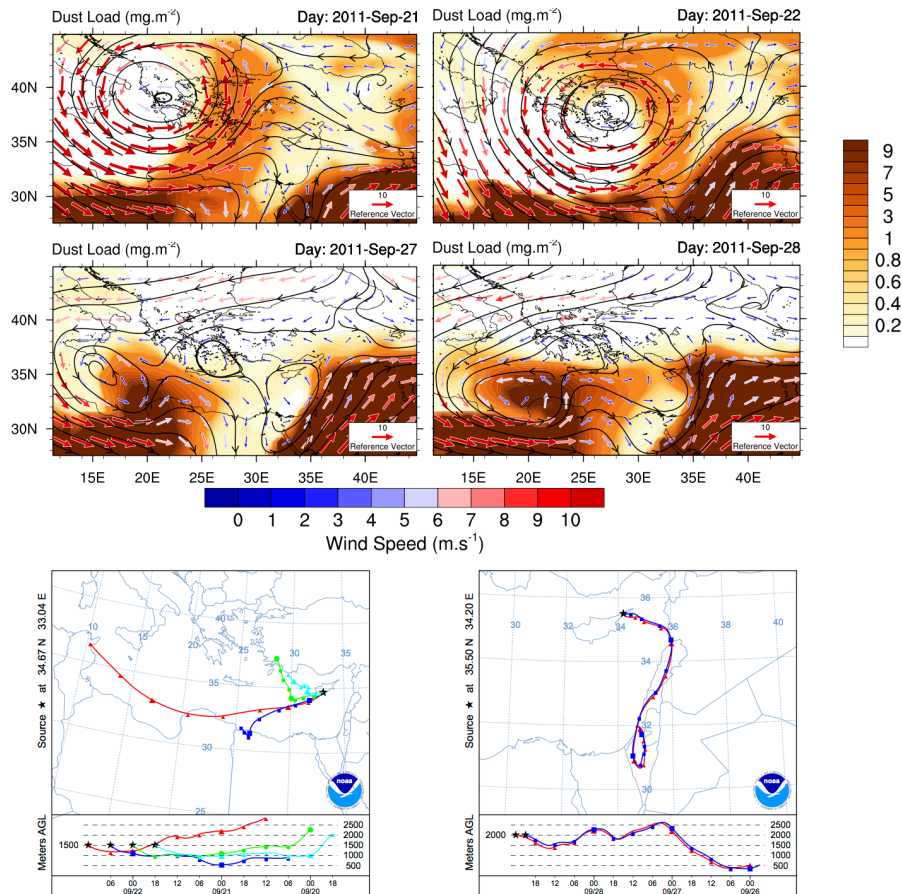 Dust Load (mg.m-2) Day: 2011-Sep-21
Dust Load (mg.m-2) Day: 2011-Sep-22
40N
35N
30N
10
Reference Vector
10
Reference Vector
9
7
5
3
1
0.8
0.6
0.4
0.2
Dust Load (mg.m-2) Day: 2011-Sep-27
Dust Load (mg.m-2) Day: 2011-Sep-28
40N
35N
30N
10
Reference Vector
10
Reference Vector
15E 20E 25E 30E 35E 40E
15E 20E 25E 30E 35E 40E
0 1 2 3 4 5 6 7 8 9 10
Wind Speed (m.s-1)
Source ★ at 34.67 N 33.04 E
10 15 20 25 30 35
40
35
30
25
noaa
Meters AGL
1500
2500
2000
1500
1000
500
06 00 18 12 06 00 18 12 06 00 18
09/22 09/21 09/20
Source ★ at 35.50 N 34.20 E
30 32 34 36 38 40
36
34
32
30
noaa
Meters AGL
2000
2500
2000
1500
1000
500
18 12 06 00 18 12 06 00 18 12 06 00
09/28 09/27 09/26